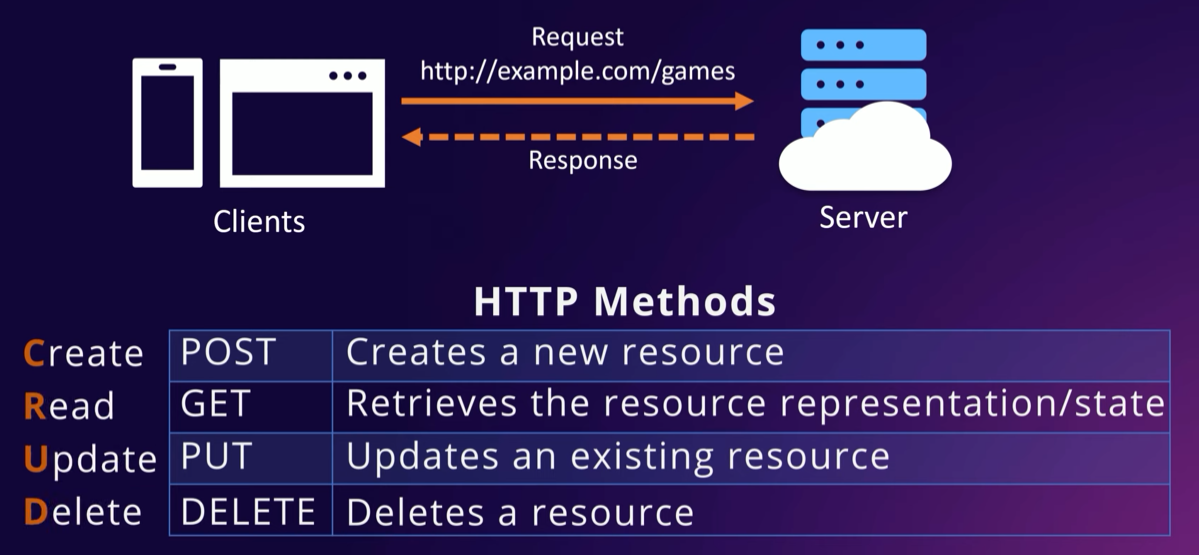 Request
http://example.com/games
Response
Clients
Server
HTTP Methods
Create POST Creates a new resource
Read GET Retrieves the resource representation/state
Update PUT Updates an existing resource
Delete DELETE Deletes a resource